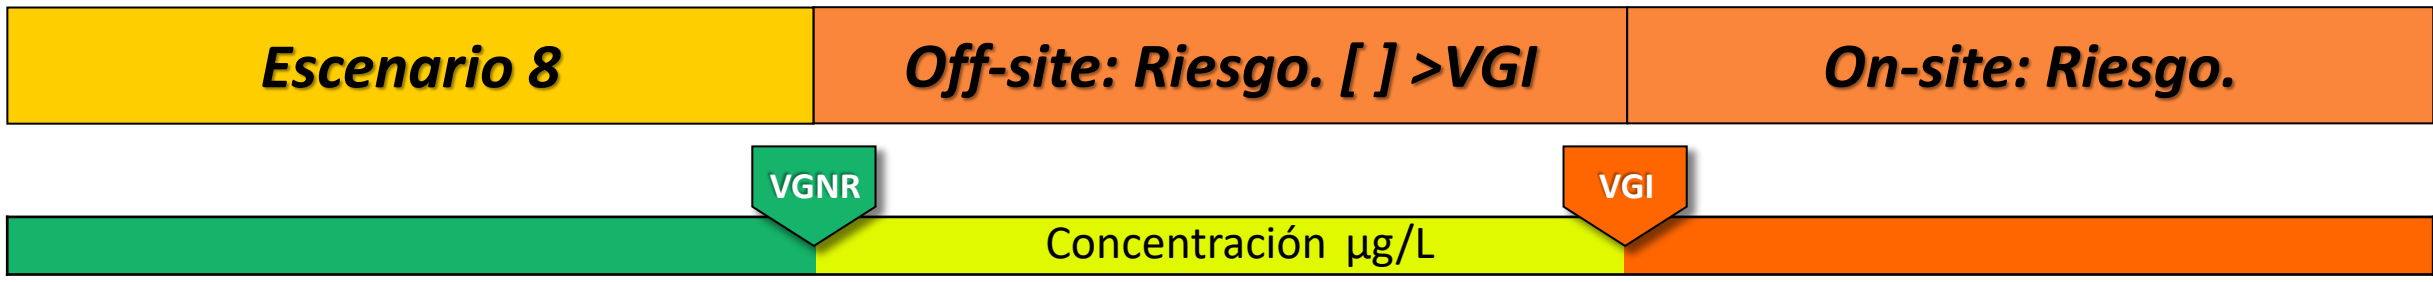 Escenario 8
Off-site: Riesgo. [ ] >VGI
On-site: Riesgo.
VGNR
VGI
Concentración µg/L